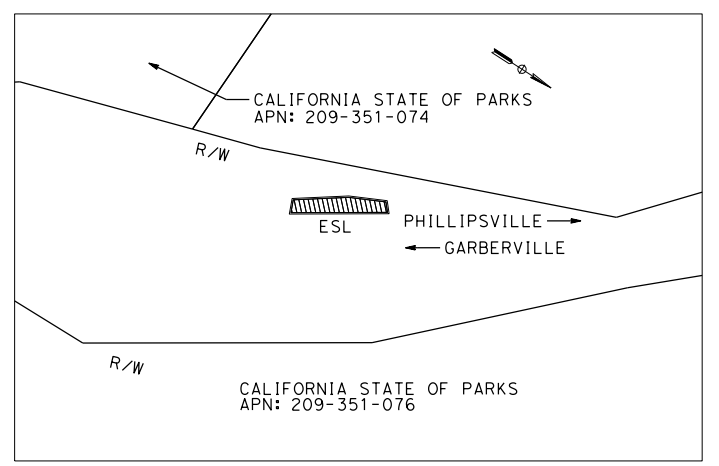 CALIFORNIA STATE OF PARKS
APN: 209-351-074
R/W
ESL
PHILLIPSVILLE
GARBERVILLE
R/W
CALIFORNIA STATE OF PARKS
APN: 209-351-076